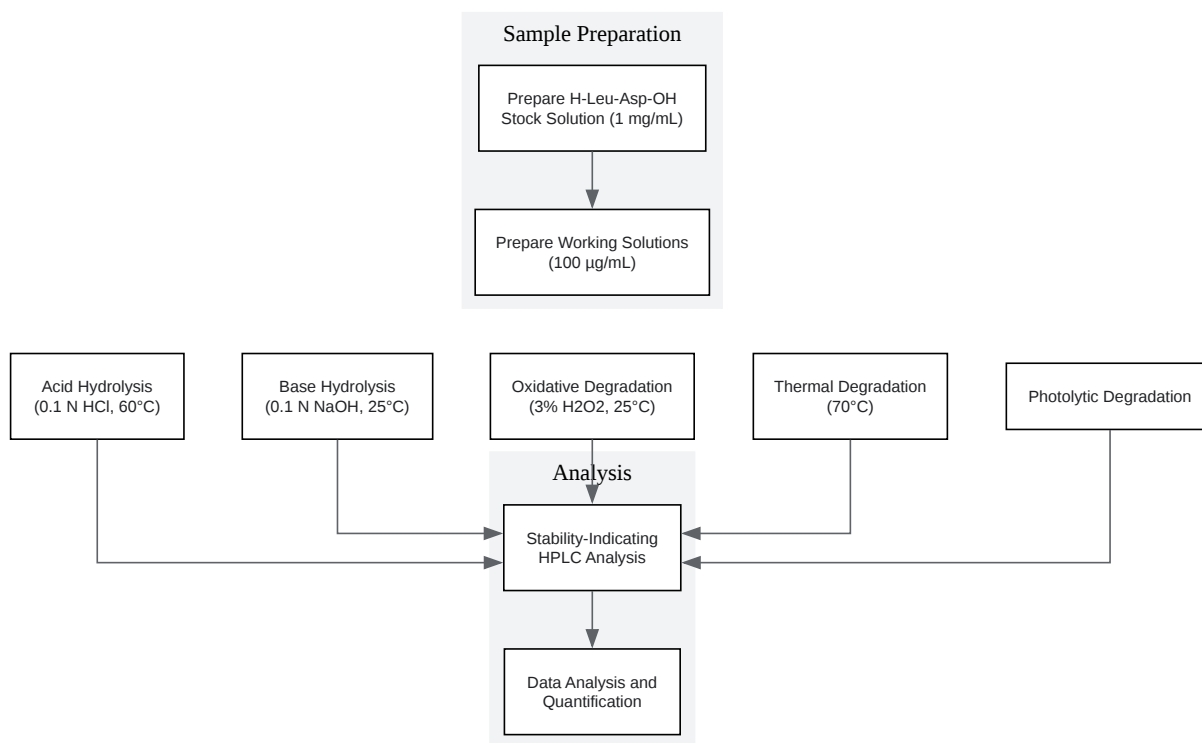 Sample Preparation
Prepare H-Leu-Asp-OH
Stock Solution (1 mg/mL)
Prepare Working Solutions
(100 µg/mL)
Acid Hydrolysis
(0.1 N HCl, 60°C)
Base Hydrolysis
(0.1 N NaOH, 25°C)
Oxidative Degradation
(3% H2O2, 25°C)
Thermal Degradation
(70°C)
Photolytic Degradation
Analysis
Stability-Indicating
HPLC Analysis
Data Analysis and
Quantification